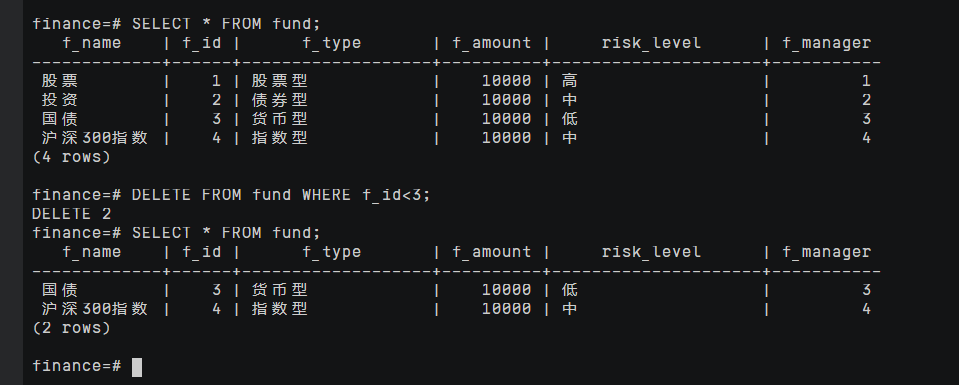 finance=# SELECT * FROM fund;
   f_name    | f_id |      f_type       | f_amount |     risk_level      | f_manager
-------------+------+-------------------+----------+---------------------+-----------
 股票        |    1 | 股票型            |    10000 | 高                  |         1
 投资        |    2 | 债券型            |    10000 | 中                  |         2
 国债        |    3 | 货币型            |    10000 | 低                  |         3
 沪深300指数 |    4 | 指数型            |    10000 | 中                  |         4
(4 rows)
finance=# DELETE FROM fund WHERE f_id<3;
DELETE 2
finance=# SELECT * FROM fund;
   f_name    | f_id |      f_type       | f_amount |     risk_level      | f_manager
-------------+------+-------------------+----------+---------------------+-----------
 国债        |    3 | 货币型            |    10000 | 低                  |         3
 沪深300指数 |    4 | 指数型            |    10000 | 中                  |         4
(2 rows)
finance=#